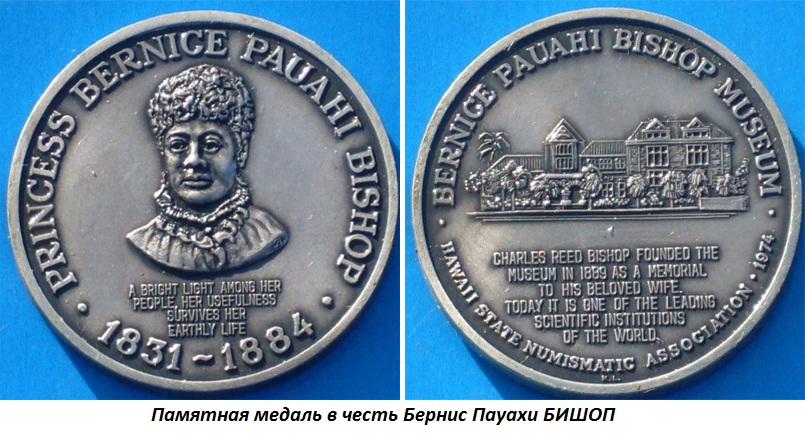 PRINCESS BERNICE PAUAHI BISHOP
A BRIGHT LIGHT AMONG HER
PEOPLE, HER USEFULNESS
SURVIVES HER
EARTHLY LIFE
· 1831~1884 ·
· BERNICE PAUAHI BISHOP MUSEUM ·
CHARLES REED BISHOP FOUNDED THE
MUSEUM IN 1889 AS A MEMORIAL
TO HIS BELOVED WIFE.
TODAY IT IS ONE OF THE LEADING
SCIENTIFIC INSTITUTIONS
OF THE WORLD.
HAWAII STATE NUMISMATIC ASSOCIATION · 1974
Памятная медаль в честь Бернис Пауахи БИШОП